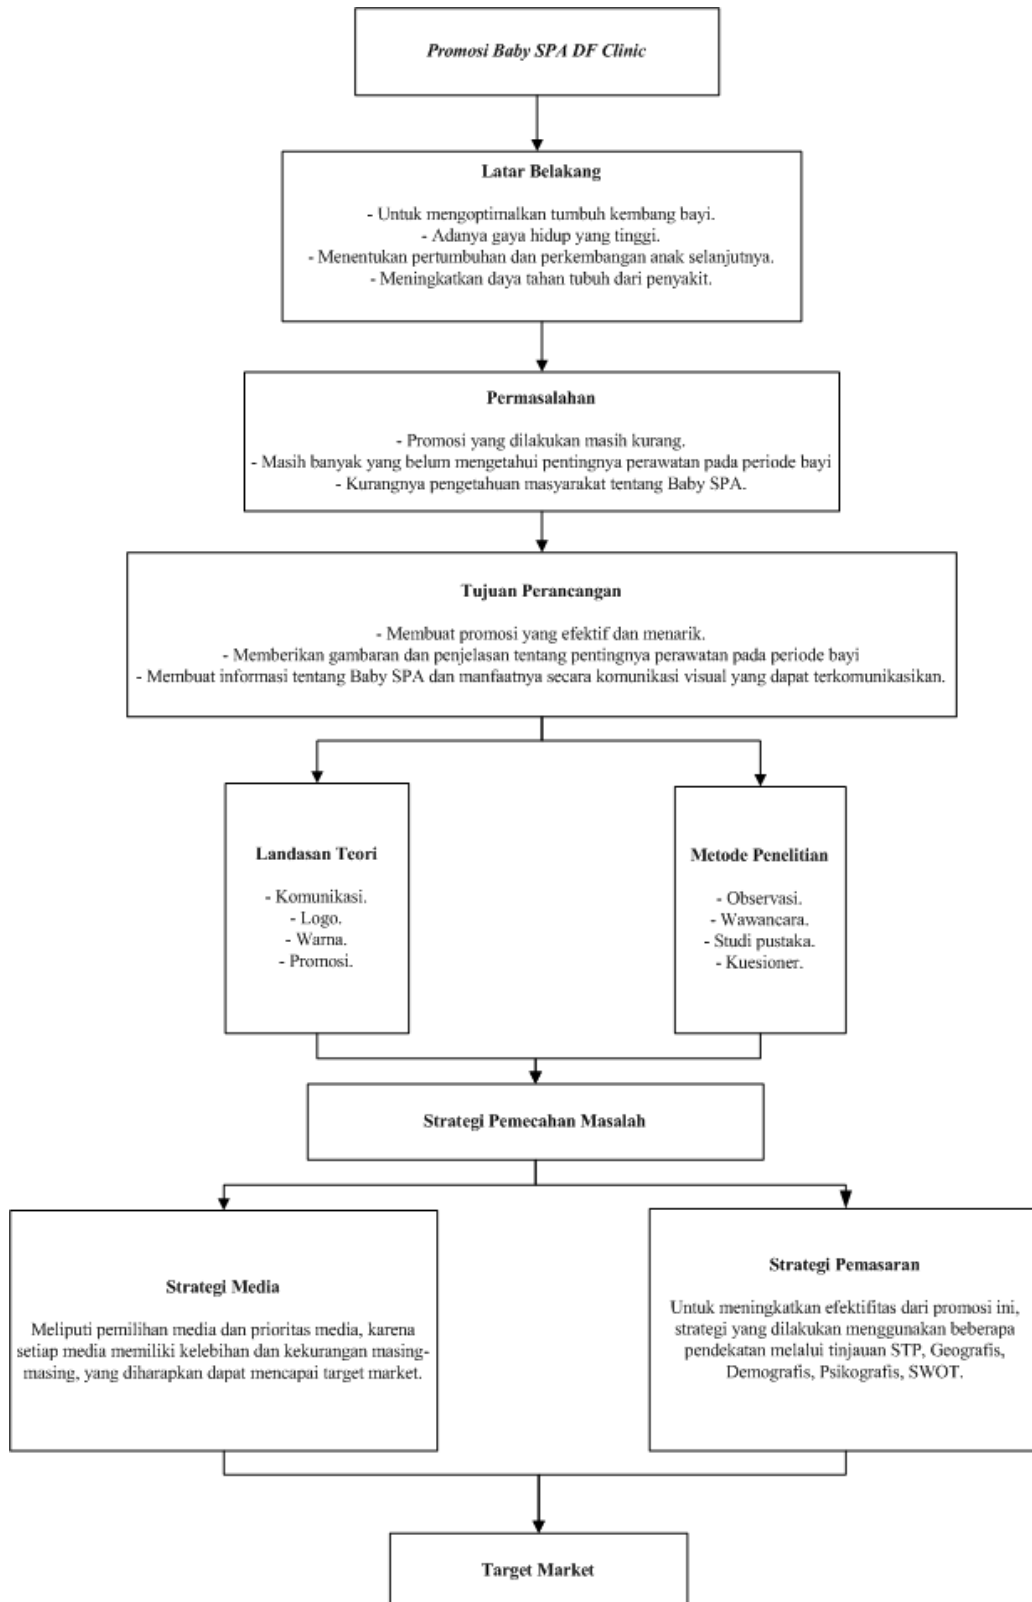 Promosi Baby SPA DF Clinic
Latar Belakang
- Untuk mengoptimalkan tumbuh kembang bayi.
- Adanya gaya hidup yang tinggi.
- Menentukan pertumbuhan dan perkembangan anak selanjutnya.
- Meningkatkan daya tahan tubuh dari penyakit.
Permasalahan
- Promosi yang dilakukan masih kurang.
- Masih banyak yang belum mengetahui pentingnya perawatan pada periode bayi
- Kurangnya pengetahuan masyarakat tentang Baby SPA.
Tujuan Perancangan
- Membuat promosi yang efektif dan menarik.
- Memberikan gambaran dan penjelasan tentang pentingnya perawatan pada periode bayi
- Membuat informasi tentang Baby SPA dan manfaatnya secara komunikasi visual yang dapat terkomunikasikan.
Landasan Teori
- Komunikasi.
- Logo.
- Warna.
- Promosi.
Metode Penelitian
- Observasi.
- Wawancara.
- Studi pustaka.
- Kuesioner.
Strategi Pemecahan Masalah
Strategi Media
Meliputi pemilihan media dan prioritas media, karena
setiap media memiliki kelebihan dan kekurangan masing-
masing, yang diharapkan dapat mencapai target market.
Strategi Pemasaran
Untuk meningkatkan efektifitas dari promosi ini,
strategi yang dilakukan menggunakan beberapa
pendekatan melalui tinjauan STP, Geografis,
Demografis, Psikografis, SWOT.
Target Market